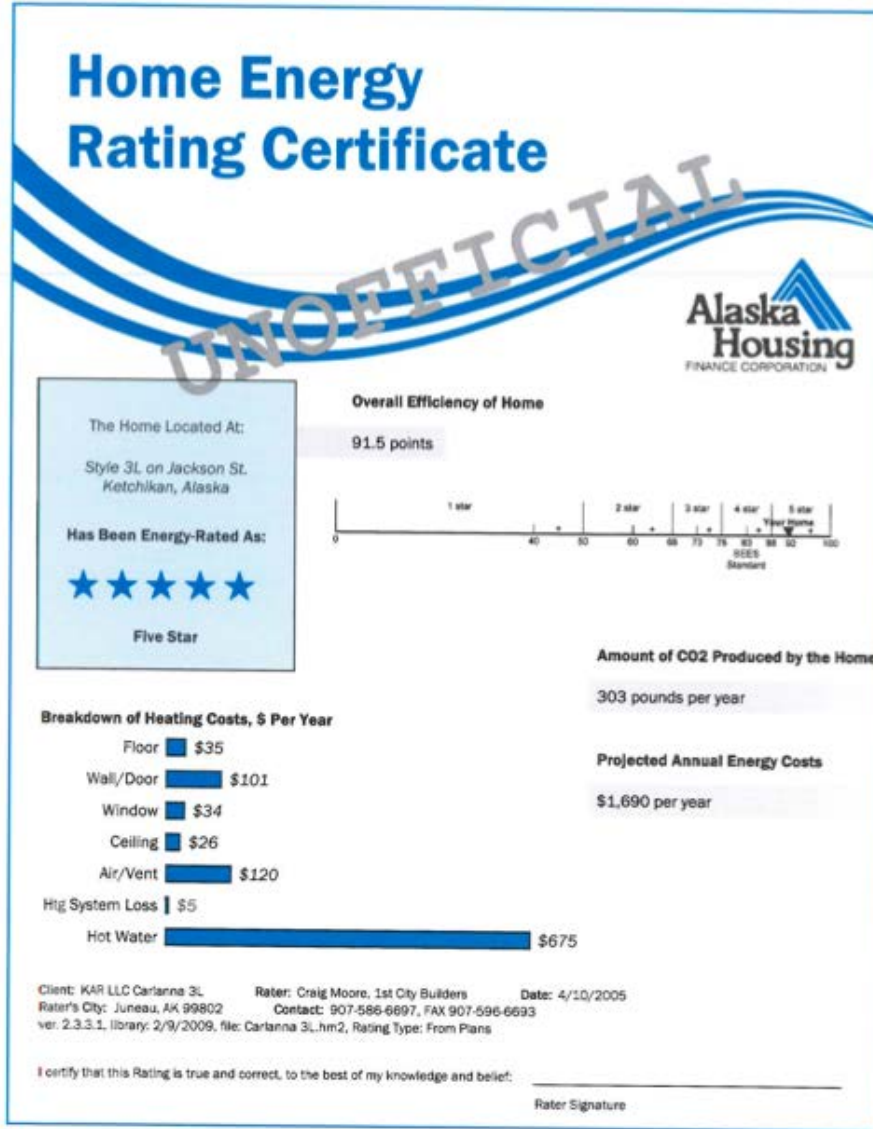 Home Energy
Rating Certificate
UNOFFICIAL
Alaska
Housing
FINANCE CORPORATION
The Home Located At:
Style 3L on Jackson St.
Ketchikan, Alaska
Has Been Energy-Rated As:
Five Star
Overall Efficiency of Home
91.5 points
1 star 2 star 3 star 4 star 5 star
+ + + Your Home +
0 40 50 60 68 73 78 83 88 92 100
BEES
Standard
Amount of CO2 Produced by the Home
303 pounds per year
Projected Annual Energy Costs
$1,690 per year
Breakdown of Heating Costs, $ Per Year
Floor $35
Wall/Door $101
Window $34
Ceiling $26
Air/Vent $120
Htg System Loss $5
Hot Water $675
Client: KAR LLC Carlanna 3L Rater: Craig Moore, 1st City Builders Date: 4/10/2005
Rater's City: Juneau, AK 99802 Contact: 907-586-6697, FAX 907-596-6693
ver. 2.3.3.1, library: 2/9/2009, file: Carlanna 3L.hm2, Rating Type: From Plans
I certify that this Rating is true and correct, to the best of my knowledge and belief:
Rater Signature